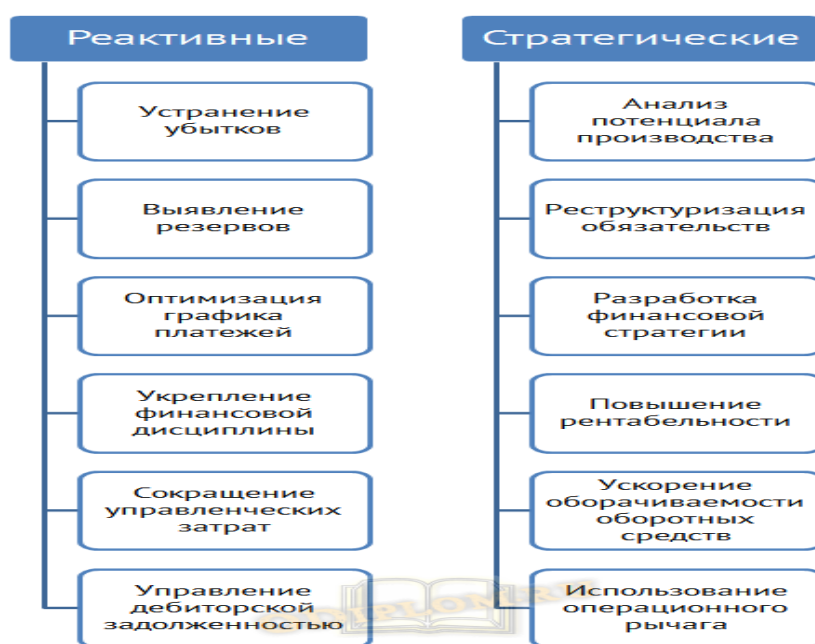 Реактивные
Устранение
убытков
Выявление
резервов
Оптимизация
графика
платежей
Укрепление
финансовой
дисциплины
Сокращение
управленческих
затрат
Управление
дебиторской
задолженностью
Стратегические
Анализ
потенциала
производства
Реструктуризация
обязательств
Разработка
финансовой
стратегии
Повышение
рентабельности
Ускорение
оборачиваемости
оборотных
средств
Использование
операционного
рычага